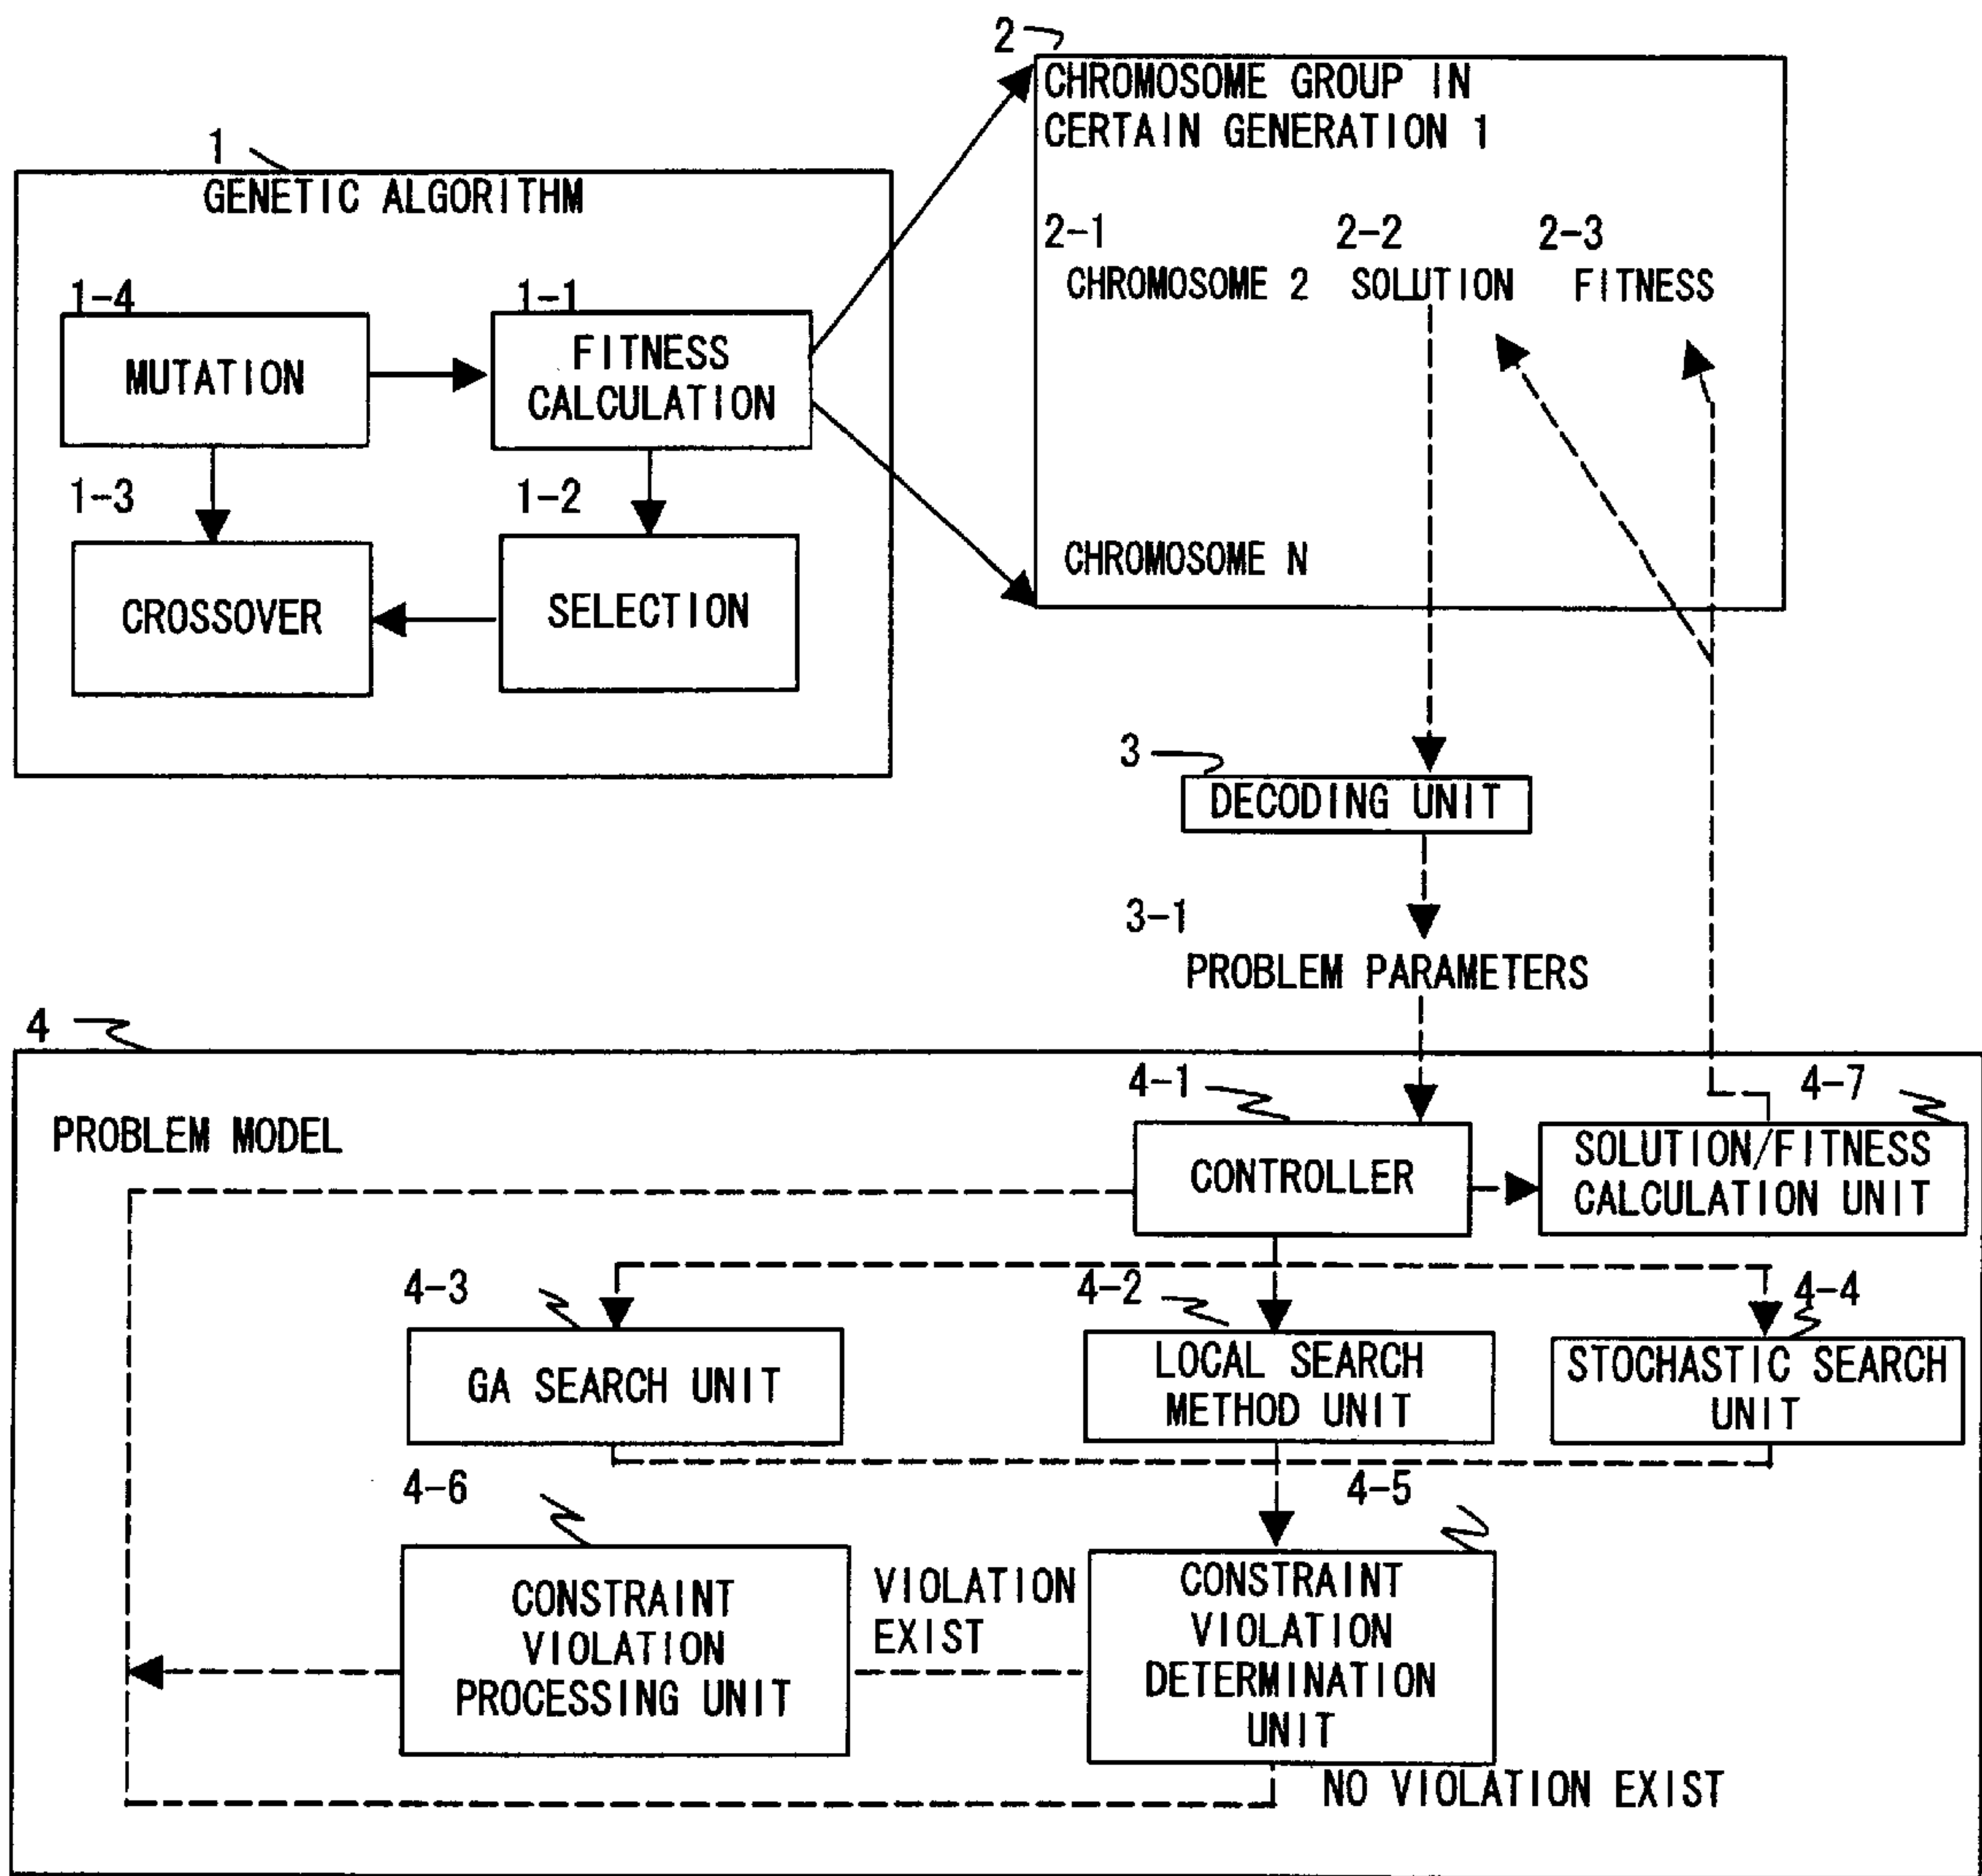 2
CHROMOSOME GROUP IN
CERTAIN GENERATION 1
1
GENETIC ALGORITHM
2-1
2-2
2-3
CHROMOSOME 2
SOLUTION
FITNESS
1-4
1-1
MUTATION
FITNESS
CALCULATION
1-3
1-2
CROSSOVER
SELECTION
CHROMOSOME N
3
DECODING UNIT
3-1
PROBLEM PARAMETERS
4
PROBLEM MODEL
4-1
4-7
CONTROLLER
SOLUTION/FITNESS
CALCULATION UNIT
4-3
4-2
4-4
GA SEARCH UNIT
LOCAL SEARCH
METHOD UNIT
STOCHASTIC SEARCH
UNIT
4-6
4-5
CONSTRAINT
VIOLATION
PROCESSING UNIT
VIOLATION
EXIST
CONSTRAINT
VIOLATION
DETERMINATION
UNIT
NO VIOLATION EXIST